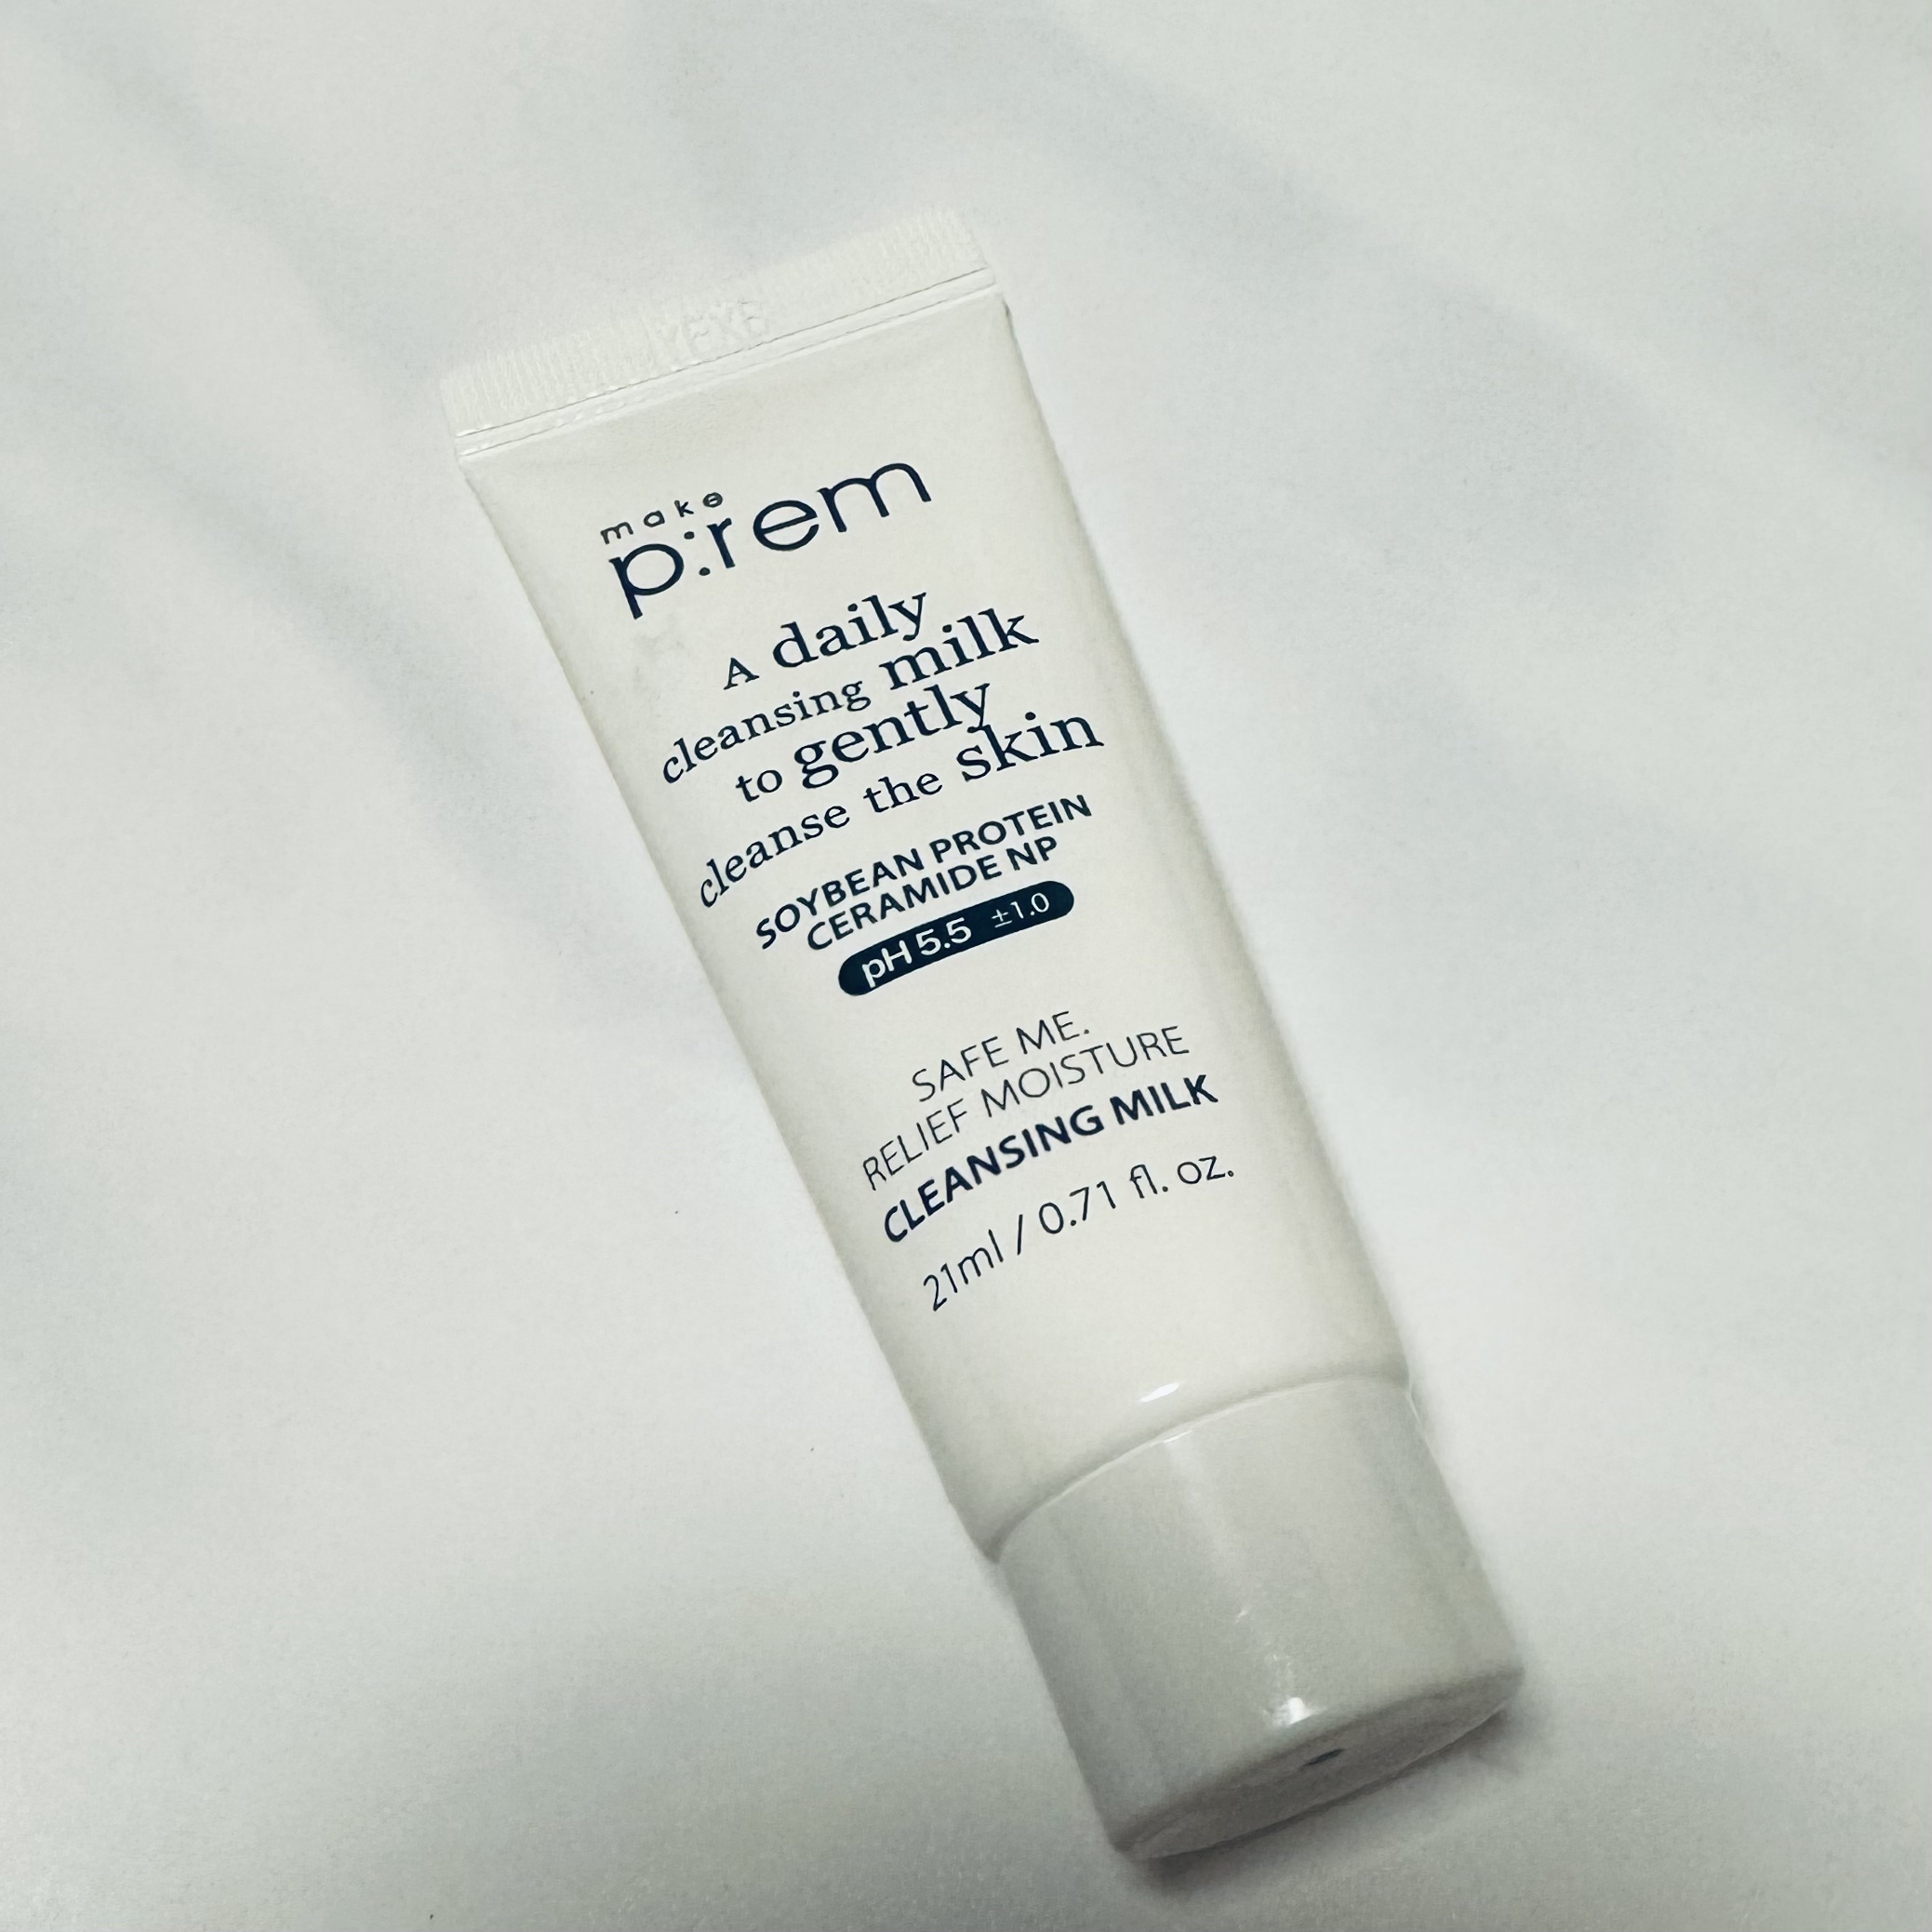 make
p:rem
A daily
cleansing milk
to gently
cleanse the skin
SOYBEAN PROTEIN
CERAMIDE NP
pH 5.5 ±1.0
SAFE ME.
RELIEF MOISTURE
CLEANSING MILK
21ml / 0.71 fl. oz.